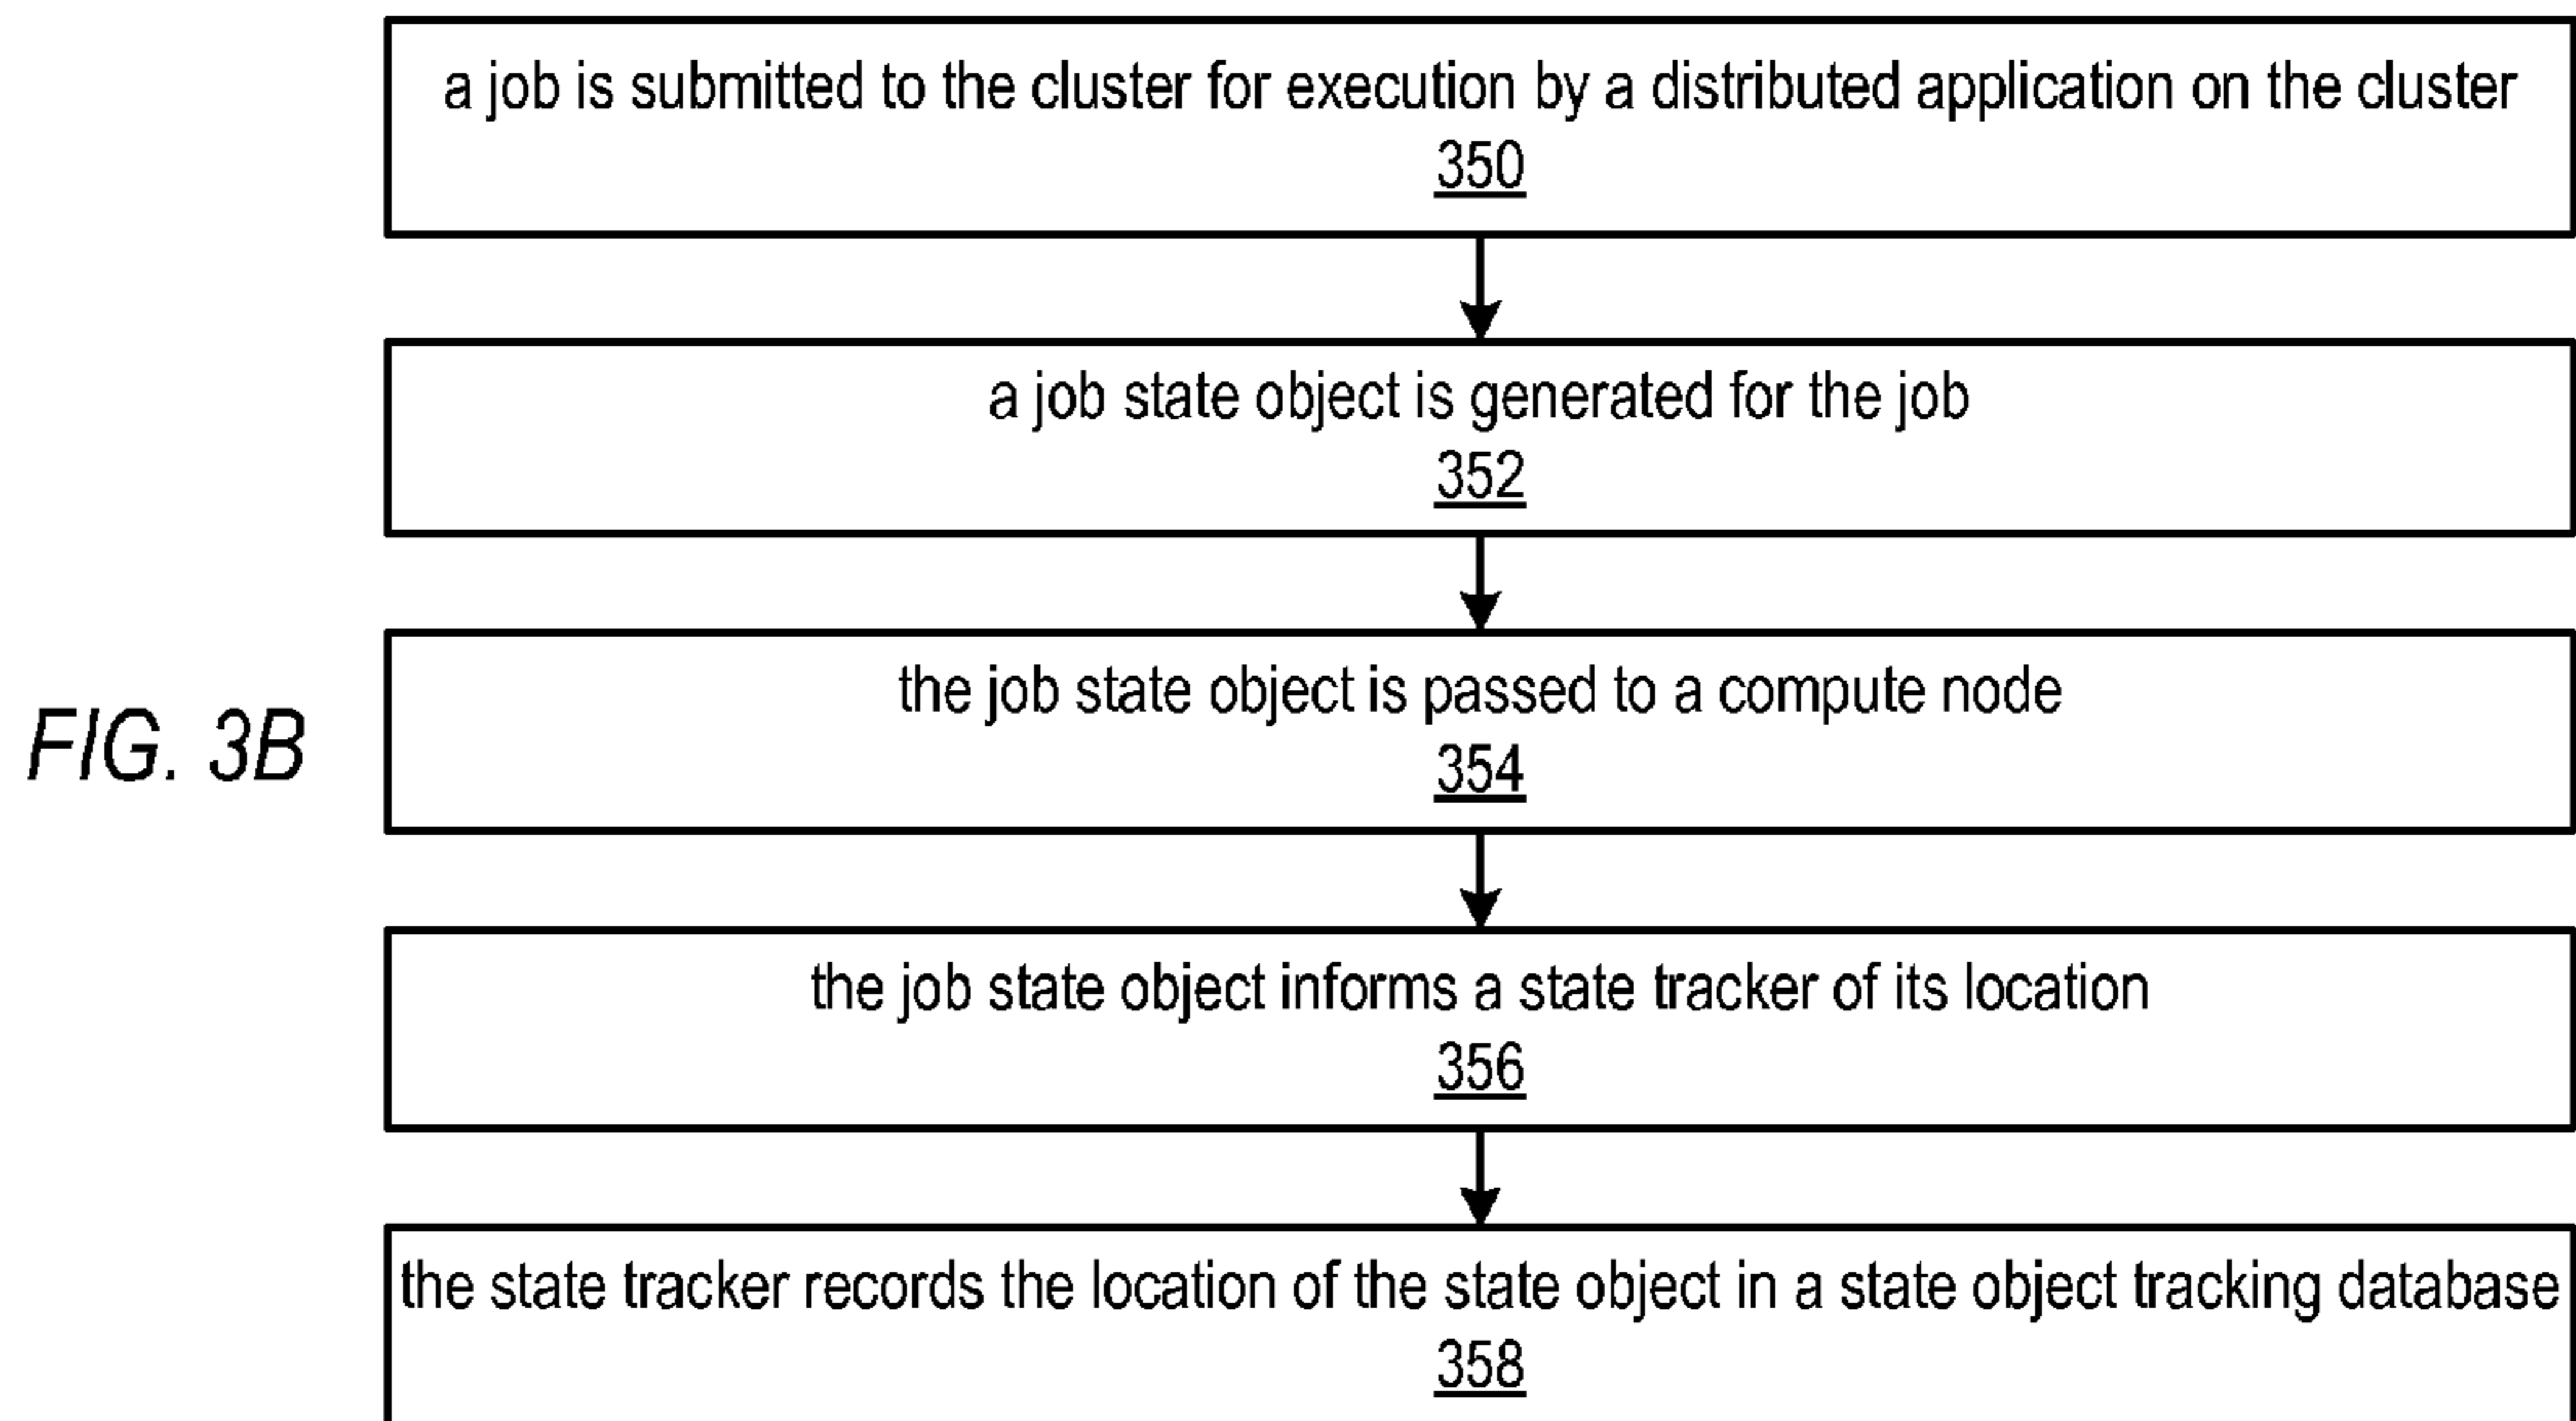 a job is submitted to the cluster for execution by a distributed application on the cluster
350
a job state object is generated for the job
352
the job state object is passed to a compute node
354
FIG. 3B
the job state object informs a state tracker of its location
356
the state tracker records the location of the state object in a state object tracking database
358